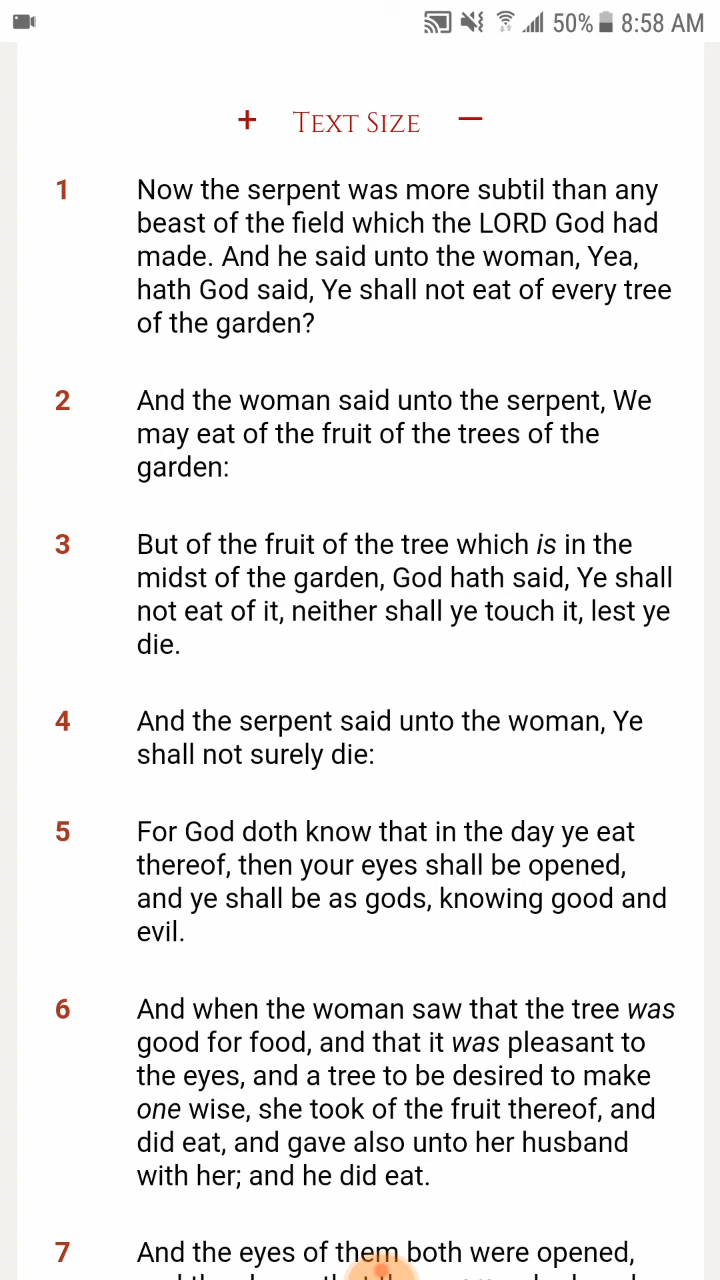 50% 8:58 AM
+ TEXT SIZE −
1 Now the serpent was more subtil than any
beast of the field which the LORD God had
made. And he said unto the woman, Yea,
hath God said, Ye shall not eat of every tree
of the garden?
2 And the woman said unto the serpent, We
may eat of the fruit of the trees of the
garden:
3 But of the fruit of the tree which is in the
midst of the garden, God hath said, Ye shall
not eat of it, neither shall ye touch it, lest ye
die.
4 And the serpent said unto the woman, Ye
shall not surely die:
5 For God doth know that in the day ye eat
thereof, then your eyes shall be opened,
and ye shall be as gods, knowing good and
evil.
6 And when the woman saw that the tree was
good for food, and that it was pleasant to
the eyes, and a tree to be desired to make
one wise, she took of the fruit thereof, and
did eat, and gave also unto her husband
with her; and he did eat.
7 And the eyes of them both were opened,